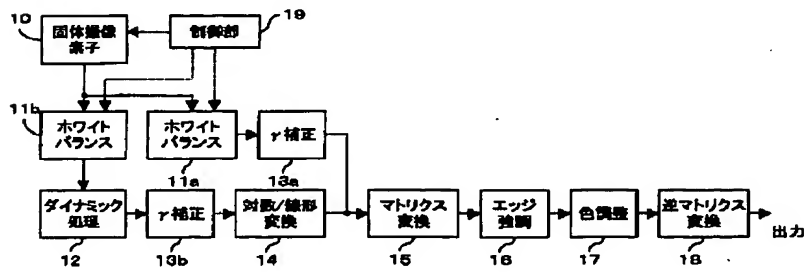 10
固体撮像
素子
制御部
19
11b
ホワイト
バランス
ホワイト
バランス
11a
γ補正
13a
ダイナミック
処理
12
γ補正
13b
対数/線形
変換
14
マトリクス
変換
15
エッジ
強調
16
色調整
17
逆マトリクス
変換
18
出力